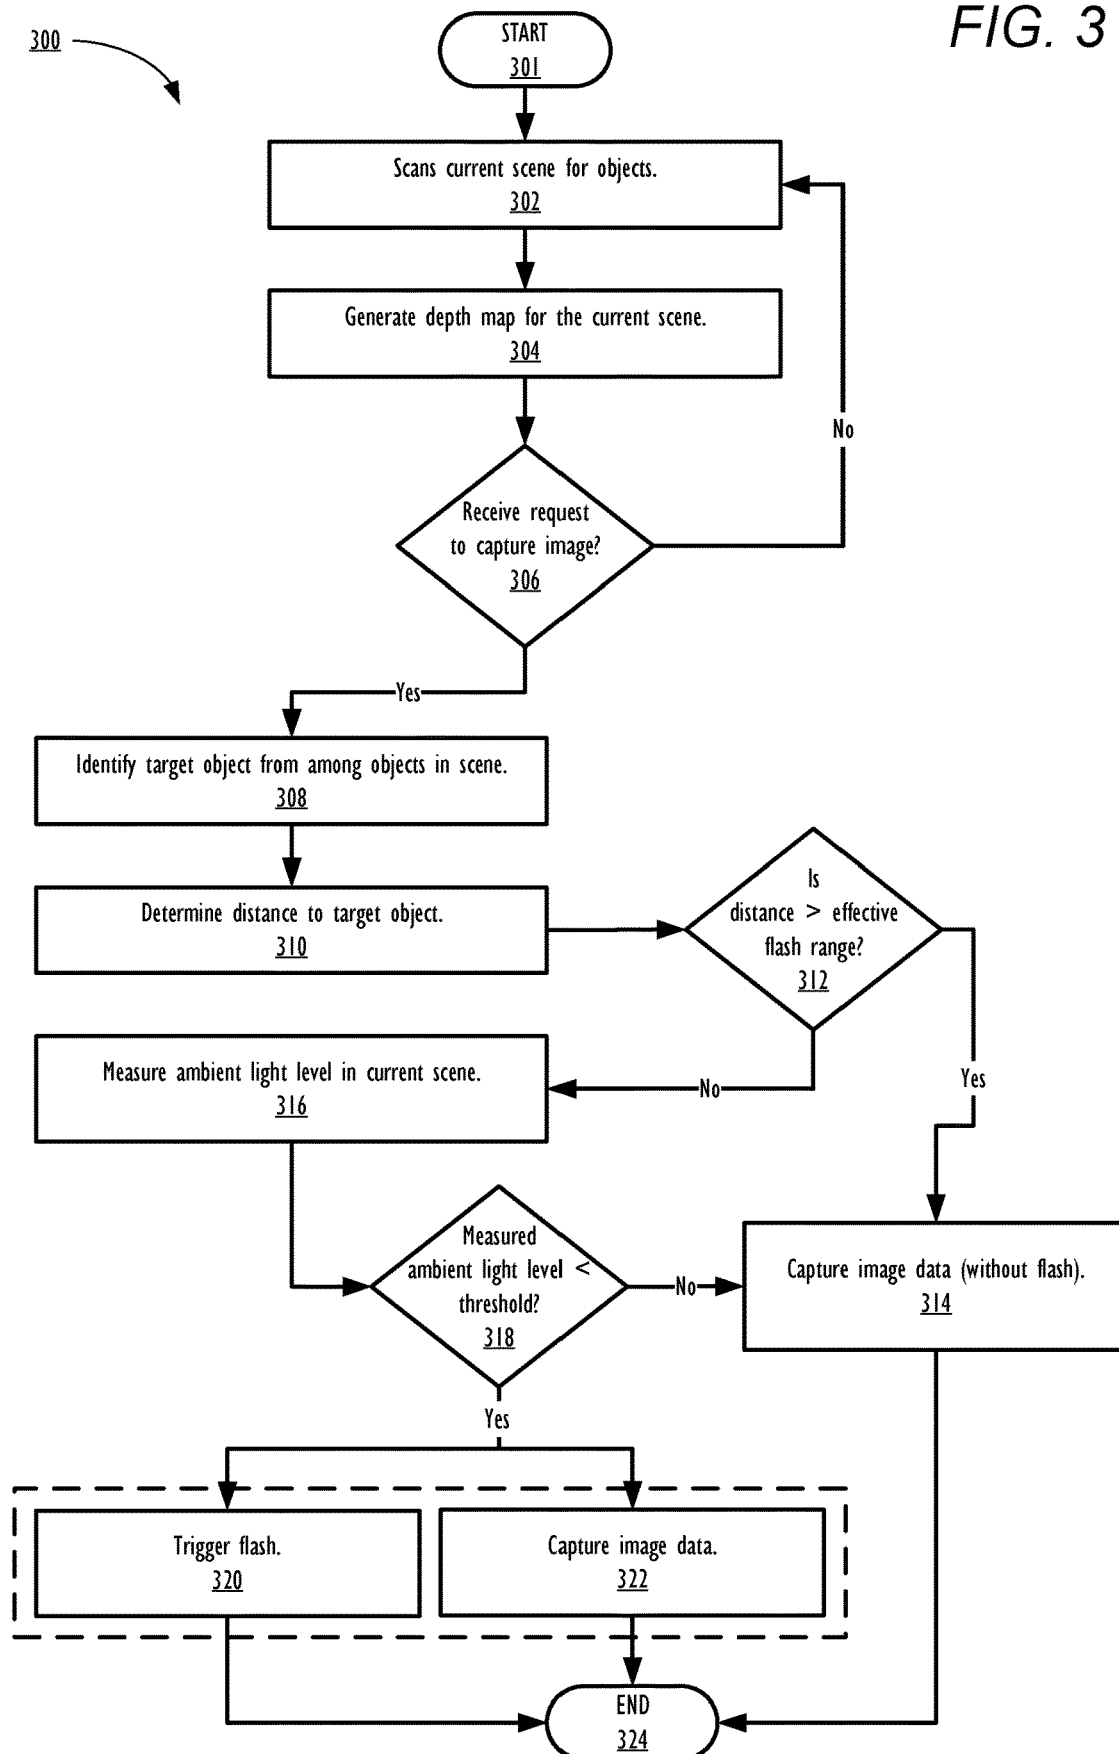 FIG. 3
300
START
301
Scans current scene for objects.
302
Generate depth map for the current scene.
304
No
Receive request
to capture image?
306
Yes
Identify target object from among objects in scene.
308
Determine distance to target object.
310
Is
distance > effective
flash range?
312
Measure ambient light level in current scene.
316
No
Yes
Measured
ambient light level <
threshold?
318
No
Capture image data (without flash).
314
Yes
Trigger flash.
320
Capture image data.
322
END
324